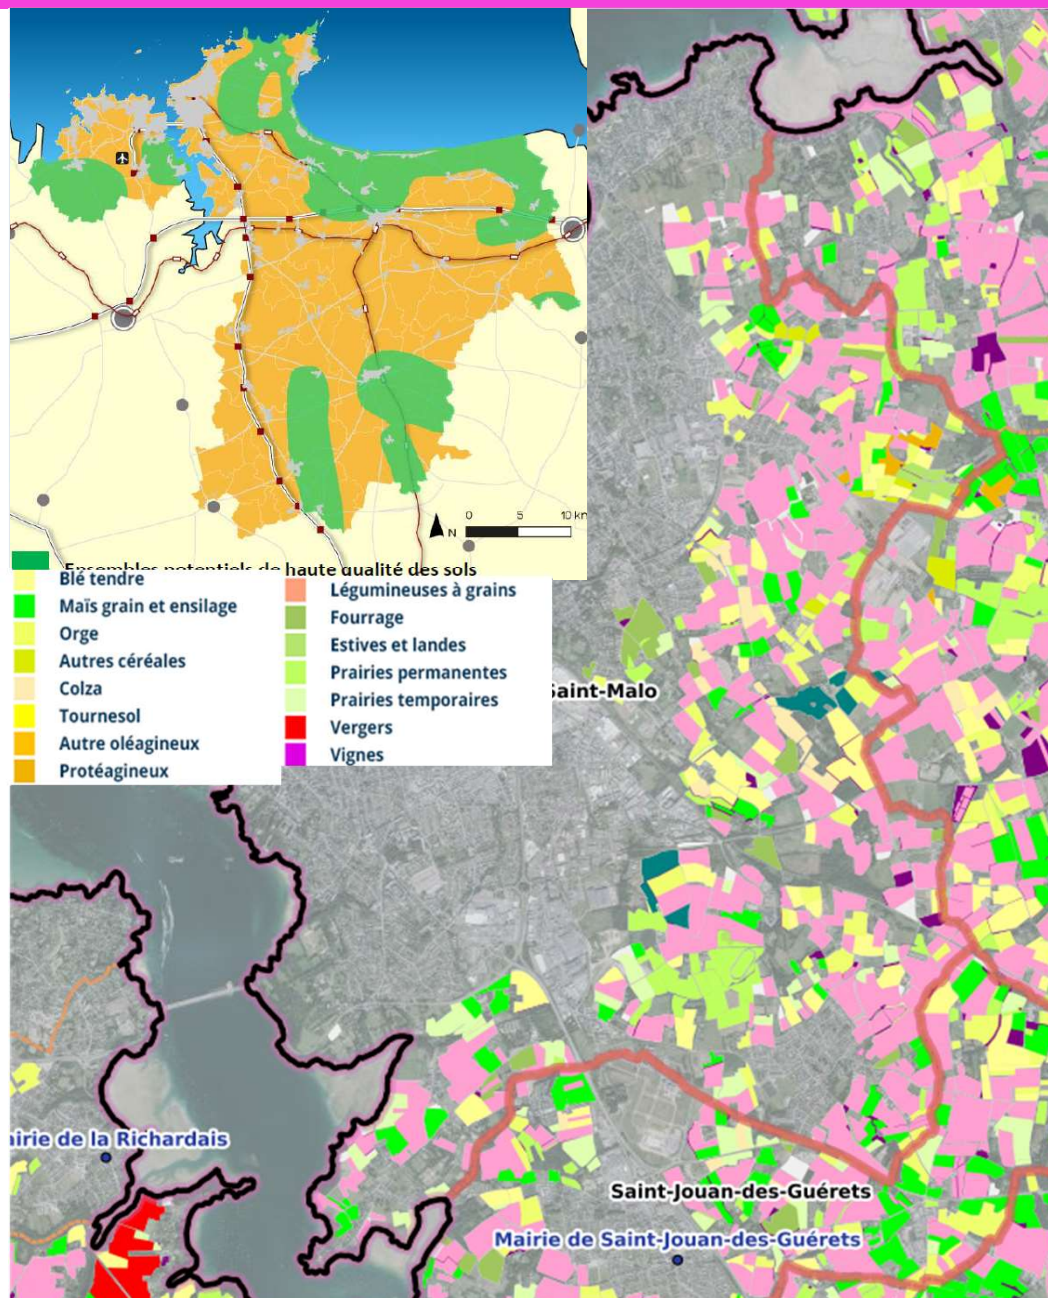 N
0 5 10 km
Ensembles potentiels de haute qualité des sols
Blé tendre
Maïs grain et ensilage
Orge
Autres céréales
Colza
Tournesol
Autre oléagineux
Protéagineux
Légumineuses à grains
Fourrage
Estives et landes
Prairies permanentes
Prairies temporaires
Vergers
Vignes
Saint-Malo
airie de la Richardais
Saint-Jouan-des-Guérets
Mairie de Saint-Jouan-des-Guérets